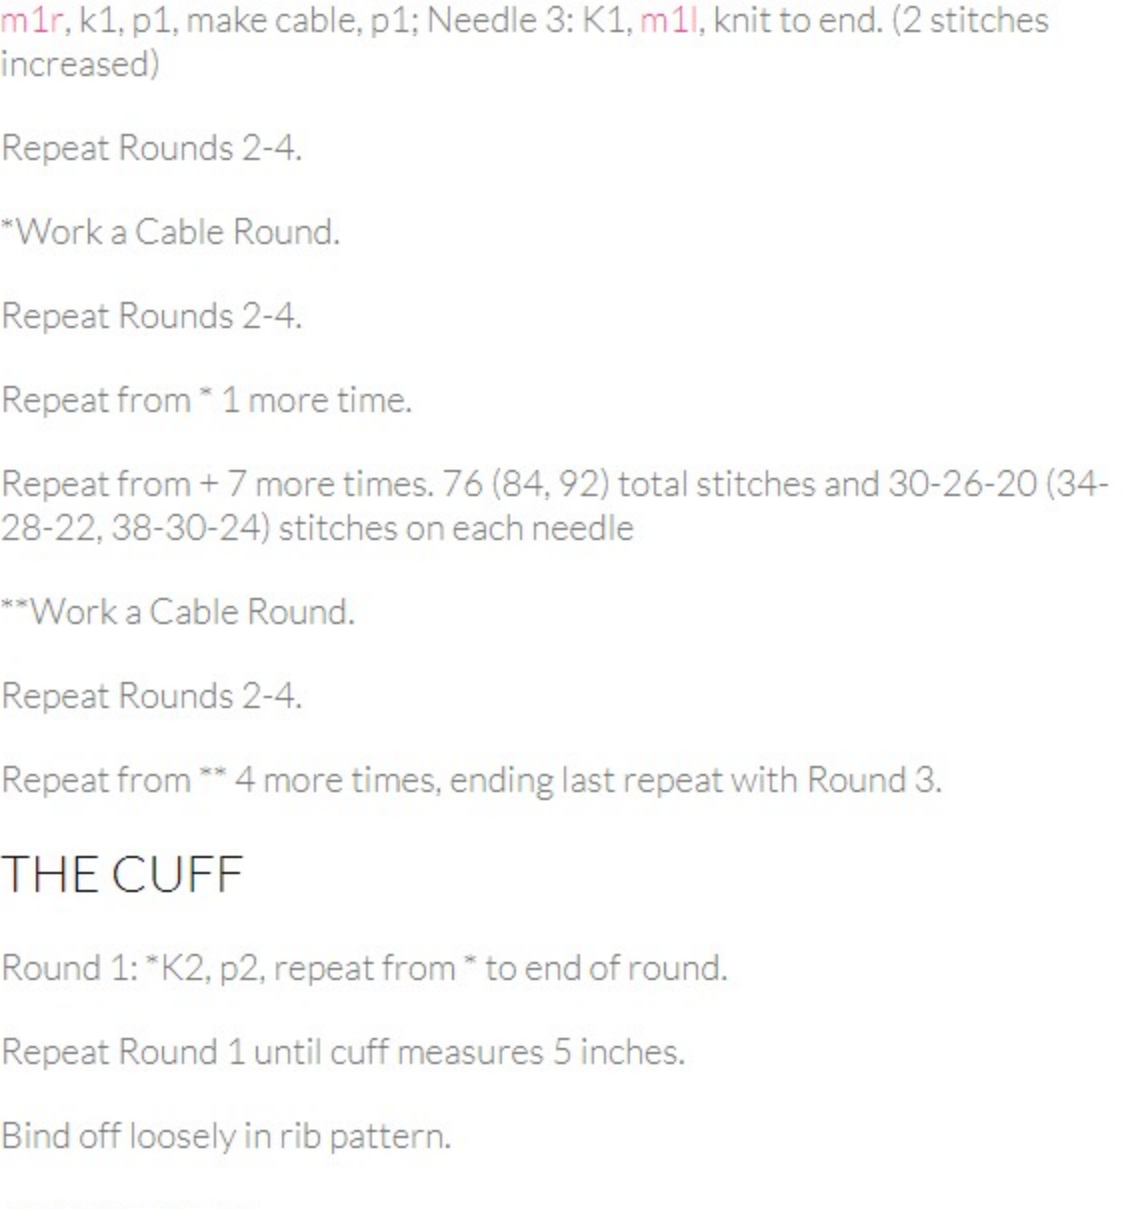 m1r, k1, p1, make cable, p1; Needle 3: K1, m1l, knit to end. (2 stitches
increased)
Repeat Rounds 2-4.
*Work a Cable Round.
Repeat Rounds 2-4.
Repeat from * 1 more time.
Repeat from + 7 more times. 76 (84, 92) total stitches and 30-26-20 (34-
28-22, 38-30-24) stitches on each needle
**Work a Cable Round.
Repeat Rounds 2-4.
Repeat from ** 4 more times, ending last repeat with Round 3.
THE CUFF
Round 1: *K2, p2, repeat from * to end of round.
Repeat Round 1 until cuff measures 5 inches.
Bind off loosely in rib pattern.